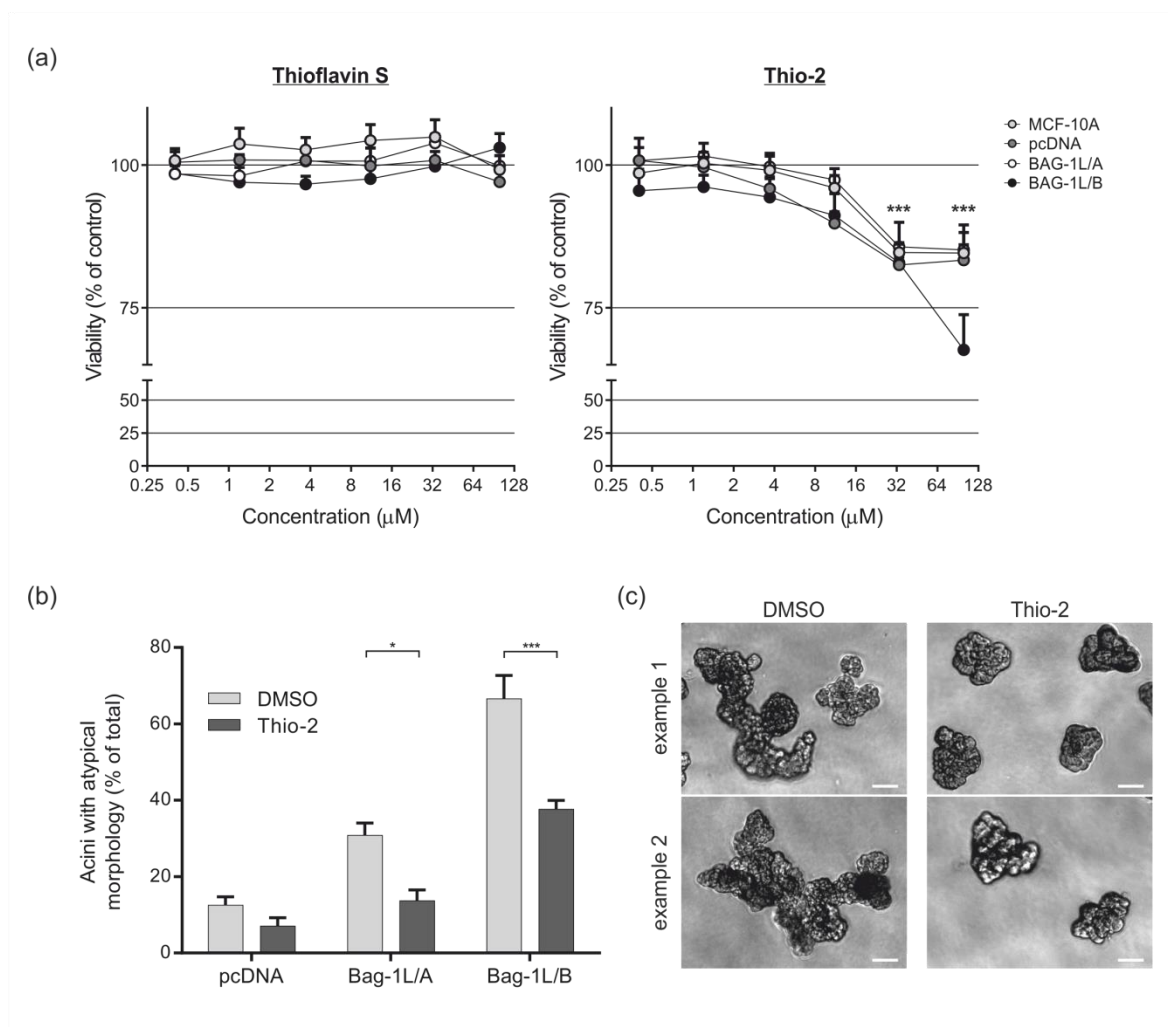 (a)
Thioflavin S
Viability (% of control)
100
75
50
25
0
0.25 0.5 1 2 4 8 16 32 64 128
Concentration (μM)
Thio-2
Viability (% of control)
100
75
50
25
0
*** ***
0.25 0.5 1 2 4 8 16 32 64 128
Concentration (μM)
MCF-10A
pcDNA
BAG-1L/A
BAG-1L/B
(b)
Acini with atypical
morphology (% of total)
80
60
40
20
0
DMSO
Thio-2
*
***
pcDNA Bag-1L/A Bag-1L/B
(c)
DMSO Thio-2
example 1
example 2